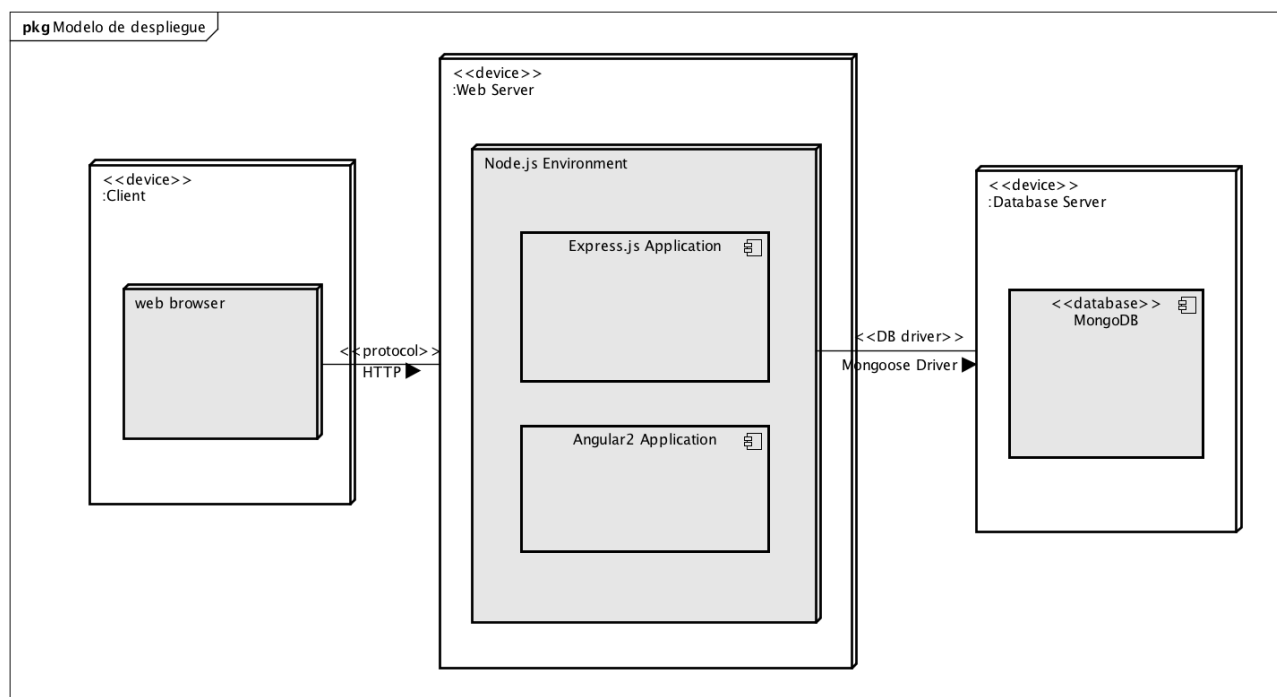 pkg Modelo de despliegue
<<device>>
:Client
web browser
<<protocol>>
HTTP
<<device>>
:Web Server
Node.js Environment
Express.js Application
Angular2 Application
<<DB driver>>
Mongoose Driver
<<device>>
:Database Server
<<database>>
MongoDB